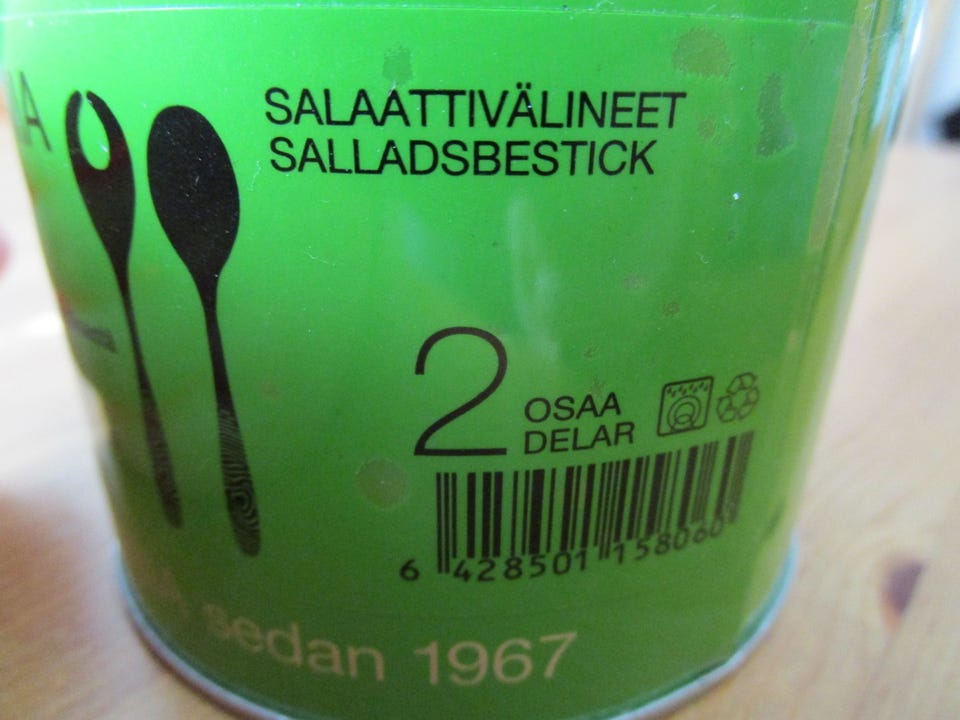 SALAATTIVÄLINEET
SALLADSBESTICK
2 OSAA
DELAR
6 428501 158060
sedan 1967